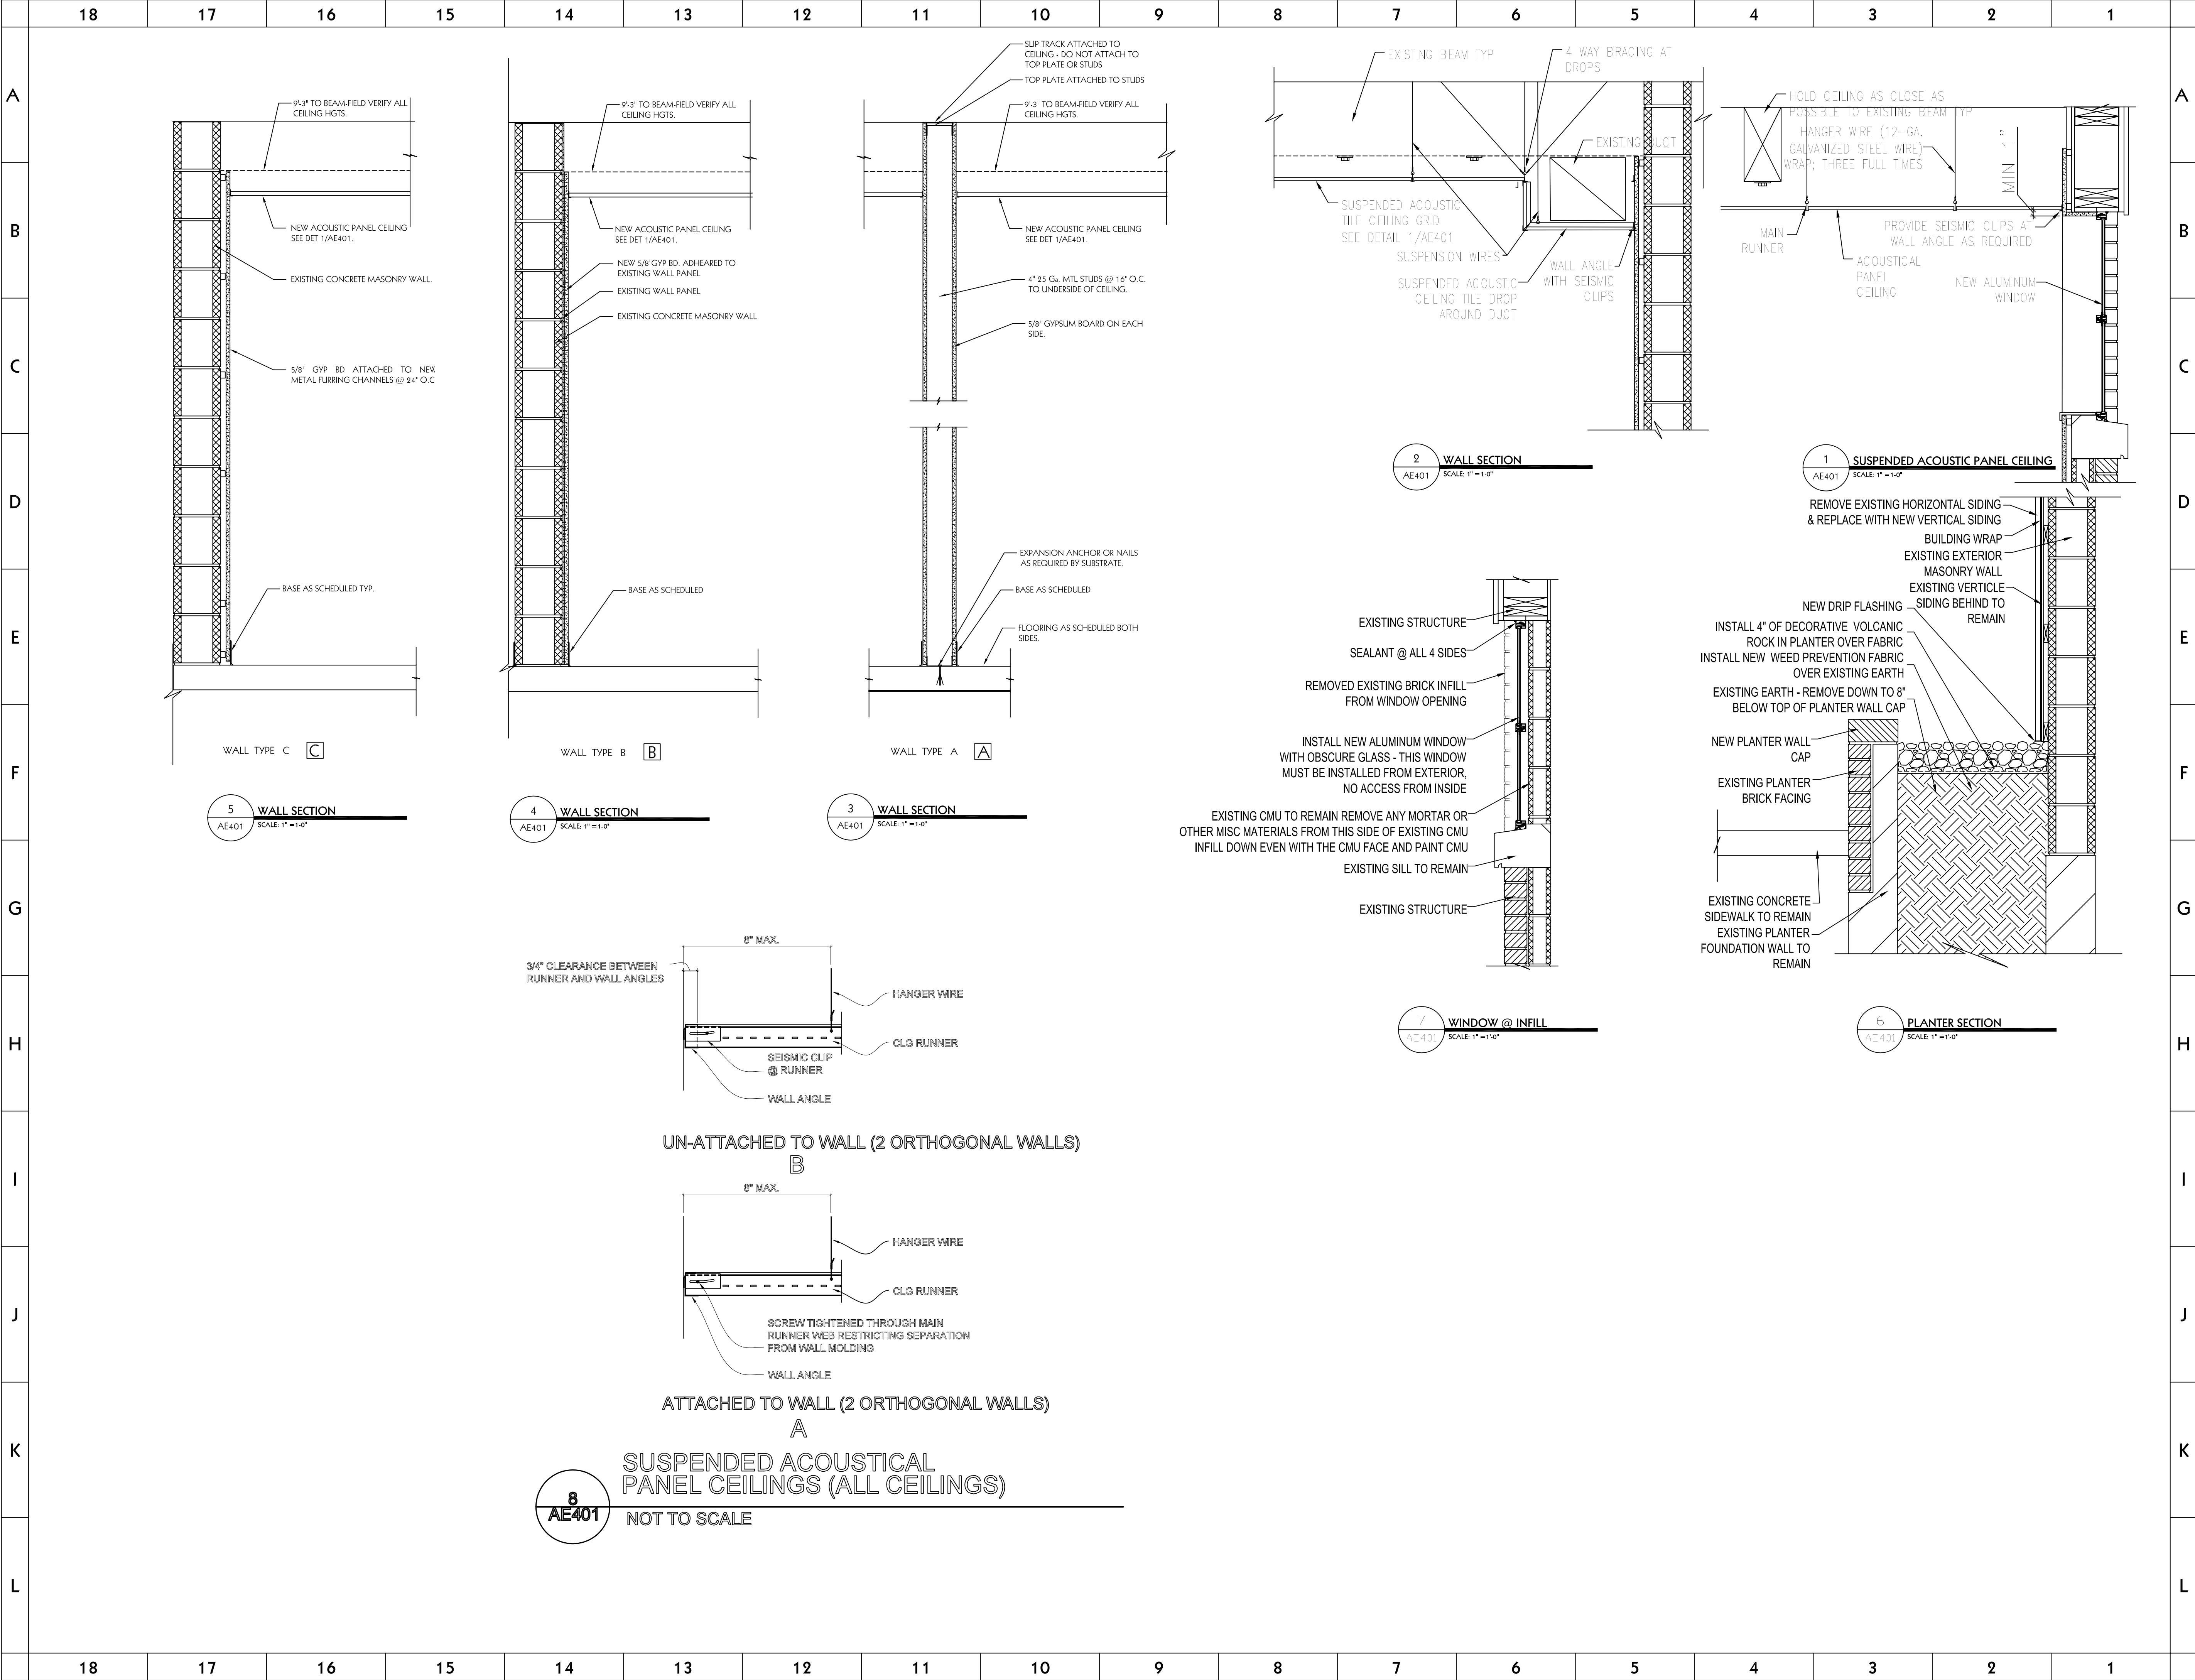 18 17 16 15 14 13 12 11 10 9 8 7 6 5 4 3 2 1
A
B
C
D
E
F
G
H
I
J
K
L
9'-3" TO BEAM-FIELD VERIFY ALL
CEILING HGTS.
NEW ACOUSTIC PANEL CEILING
SEE DET 1/AE401.
EXISTING CONCRETE MASONRY WALL.
5/8" GYP BD ATTACHED TO NEW
METAL FURRING CHANNELS @ 24" O.C
BASE AS SCHEDULED TYP.
WALL TYPE C C
5
AE401
WALL SECTION
SCALE: 1" =1-0"
9'-3" TO BEAM-FIELD VERIFY ALL
CEILING HGTS.
NEW ACOUSTIC PANEL CEILING
SEE DET 1/AE401.
NEW 5/8"GYP BD. ADHEARED TO
EXISTING WALL PANEL
EXISTING WALL PANEL
EXISTING CONCRETE MASONRY WALL
BASE AS SCHEDULED
WALL TYPE B B
4
AE401
WALL SECTION
SCALE: 1" =1-0"
SLIP TRACK ATTACHED TO
CEILING - DO NOT ATTACH TO
TOP PLATE OR STUDS
TOP PLATE ATTACHED TO STUDS
9'-3" TO BEAM-FIELD VERIFY ALL
CEILING HGTS.
NEW ACOUSTIC PANEL CEILING
SEE DET 1/AE401.
4" 25 Ga. MTL STUDS @ 16" O.C.
TO UNDERSIDE OF CEILING.
5/8" GYPSUM BOARD ON EACH
SIDE.
EXPANSION ANCHOR OR NAILS
AS REQUIRED BY SUBSTRATE.
BASE AS SCHEDULED
FLOORING AS SCHEDULED BOTH
SIDES.
WALL TYPE A A
3
AE401
WALL SECTION
SCALE: 1" =1-0"
EXISTING BEAM TYP
4 WAY BRACING AT
DROPS
EXISTING DUCT
SUSPENDED ACOUSTIC
TILE CEILING GRID
SEE DETAIL 1/AE401
SUSPENSION WIRES
SUSPENDED ACOUSTIC
CEILING TILE DROP
AROUND DUCT
WALL ANGLE
WITH SEISMIC
CLIPS
2
AE401
WALL SECTION
SCALE: 1" =1-0"
HOLD CEILING AS CLOSE AS
POSSIBLE TO EXISTING BEAM TYP
HANGER WIRE (12-GA.
GALVANIZED STEEL WIRE)
WRAP; THREE FULL TIMES
MIN 1"
MAIN
RUNNER
PROVIDE SEISMIC CLIPS AT
WALL ANGLE AS REQUIRED
ACOUSTICAL
PANEL
CEILING
NEW ALUMINUM
WINDOW
1
AE401
SUSPENDED ACOUSTIC PANEL CEILING
SCALE: 1" =1-0"
REMOVE EXISTING HORIZONTAL SIDING
& REPLACE WITH NEW VERTICAL SIDING
BUILDING WRAP
EXISTING EXTERIOR
MASONRY WALL
EXISTING VERTICLE
SIDING BEHIND TO
REMAIN
NEW DRIP FLASHING
INSTALL 4" OF DECORATIVE VOLCANIC
ROCK IN PLANTER OVER FABRIC
INSTALL NEW WEED PREVENTION FABRIC
OVER EXISTING EARTH
EXISTING EARTH - REMOVE DOWN TO 8"
BELOW TOP OF PLANTER WALL CAP
NEW PLANTER WALL
CAP
EXISTING PLANTER
BRICK FACING
EXISTING CONCRETE
SIDEWALK TO REMAIN
EXISTING PLANTER
FOUNDATION WALL TO
REMAIN
6
AE401
PLANTER SECTION
SCALE: 1" =1'-0"
EXISTING STRUCTURE
SEALANT @ ALL 4 SIDES
REMOVED EXISTING BRICK INFILL
FROM WINDOW OPENING
INSTALL NEW ALUMINUM WINDOW
WITH OBSCURE GLASS - THIS WINDOW
MUST BE INSTALLED FROM EXTERIOR,
NO ACCESS FROM INSIDE
EXISTING CMU TO REMAIN REMOVE ANY MORTAR OR
OTHER MISC MATERIALS FROM THIS SIDE OF EXISTING CMU
INFILL DOWN EVEN WITH THE CMU FACE AND PAINT CMU
EXISTING SILL TO REMAIN
EXISTING STRUCTURE
7
AE401
WINDOW @ INFILL
SCALE: 1" =1'-0"
8" MAX.
3/4" CLEARANCE BETWEEN
RUNNER AND WALL ANGLES
HANGER WIRE
CLG RUNNER
SEISMIC CLIP
@ RUNNER
WALL ANGLE
UN-ATTACHED TO WALL (2 ORTHOGONAL WALLS)
B
8" MAX.
HANGER WIRE
CLG RUNNER
SCREW TIGHTENED THROUGH MAIN
RUNNER WEB RESTRICTING SEPARATION
FROM WALL MOLDING
WALL ANGLE
ATTACHED TO WALL (2 ORTHOGONAL WALLS)
A
8
AE401
SUSPENDED ACOUSTICAL
PANEL CEILINGS (ALL CEILINGS)
NOT TO SCALE
A
B
C
D
E
F
G
H
I
J
K
L
18 17 16 15 14 13 12 11 10 9 8 7 6 5 4 3 2 1